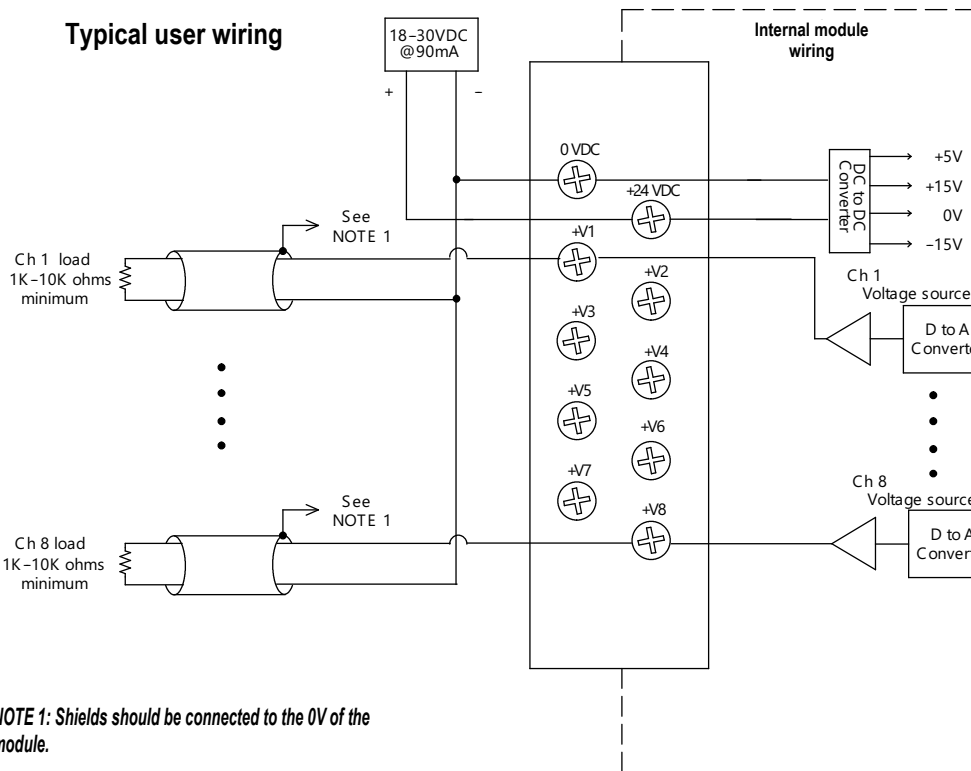 Typical user wiring
18–30VDC
@90mA
+
–
Internal module
wiring
0 VDC
+24 VDC
DC to DC
Converter
+5V
+15V
0V
–15V
See
NOTE 1
Ch 1 load
1K–10K ohms
minimum
+V1
+V2
+V3
+V4
+V5
+V6
+V7
+V8
Ch 1
Voltage source
D to A
Converte
Ch 8
Voltage source
D to A
Convert
See
NOTE 1
Ch 8 load
1K–10K ohms
minimum
NOTE 1: Shields should be connected to the 0V of the
module.